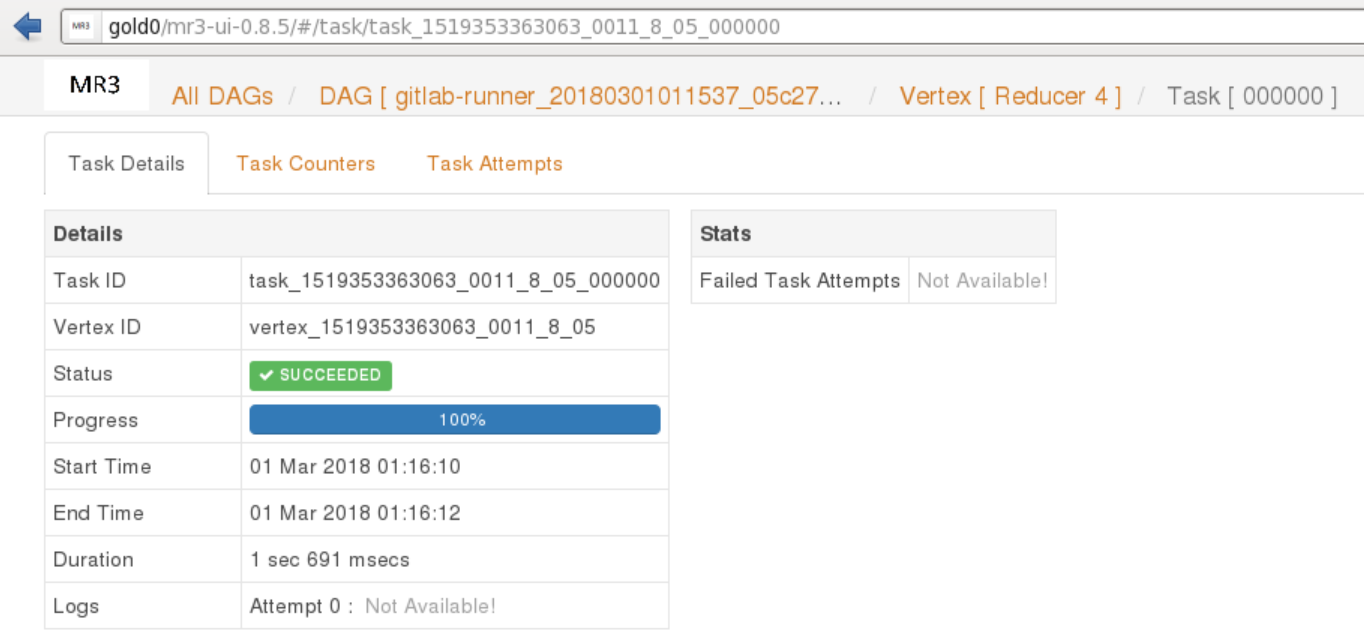 MR3 gold0/mr3-ui-0.8.5/#/task/task_1519353363063_0011_8_05_000000
MR3 All DAGs / DAG [ gitlab-runner_20180301011537_05c27... / Vertex [ Reducer 4 ] / Task [ 000000 ]
Task Details Task Counters Task Attempts
Details
Task ID task_1519353363063_0011_8_05_000000
Vertex ID vertex_1519353363063_0011_8_05
Status ✔ SUCCEEDED
Progress 100%
Start Time 01 Mar 2018 01:16:10
End Time 01 Mar 2018 01:16:12
Duration 1 sec 691 msecs
Logs Attempt 0 : Not Available!
Stats
Failed Task Attempts Not Available!